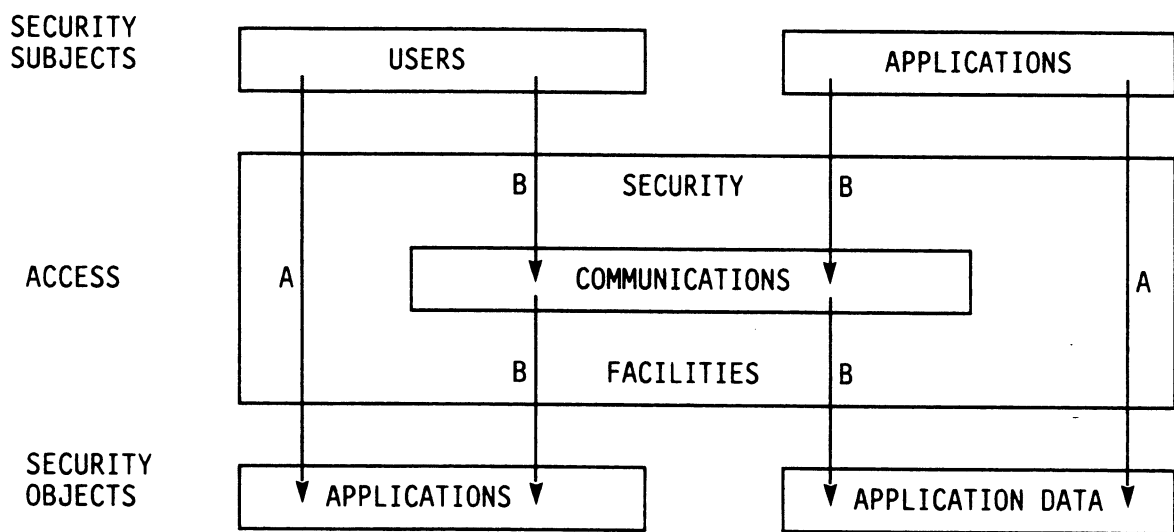 SECURITY
SUBJECTS
USERS
APPLICATIONS
B SECURITY B
ACCESS
A COMMUNICATIONS A
B FACILITIES B
SECURITY
OBJECTS
APPLICATIONS
APPLICATION DATA